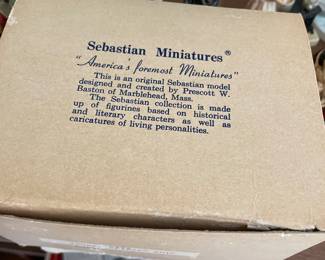 Sebastian Miniatures®
"America's foremost Miniatures"
This is an original Sebastian model
designed and created by Prescott W.
Baston of Marblehead, Mass.
The Sebastian collection is made
up of figurines based on historical
and literary characters as well as
caricatures of living personalities.